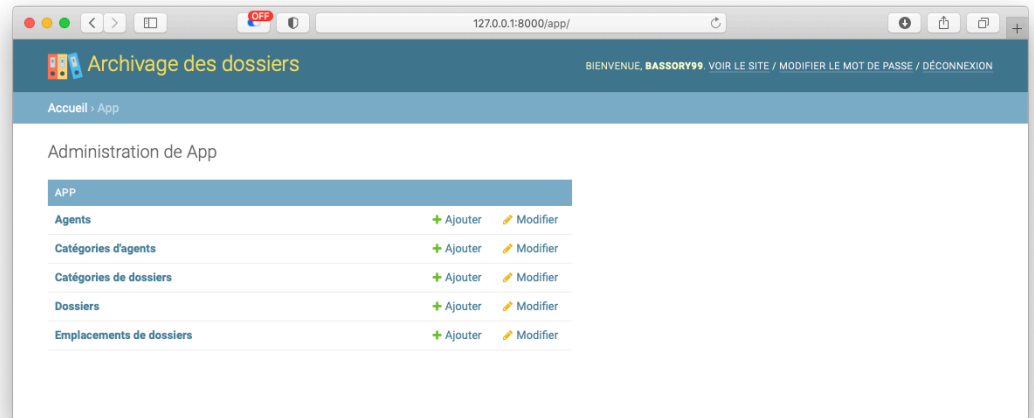 OFF
127.0.0.1:8000/app/
Archivage des dossiers
BIENVENUE, BASSORY99. VOIR LE SITE / MODIFIER LE MOT DE PASSE / DÉCONNEXION
Accueil › App
Administration de App
APP
Agents Ajouter Modifier
Catégories d'agents Ajouter Modifier
Catégories de dossiers Ajouter Modifier
Dossiers Ajouter Modifier
Emplacements de dossiers Ajouter Modifier